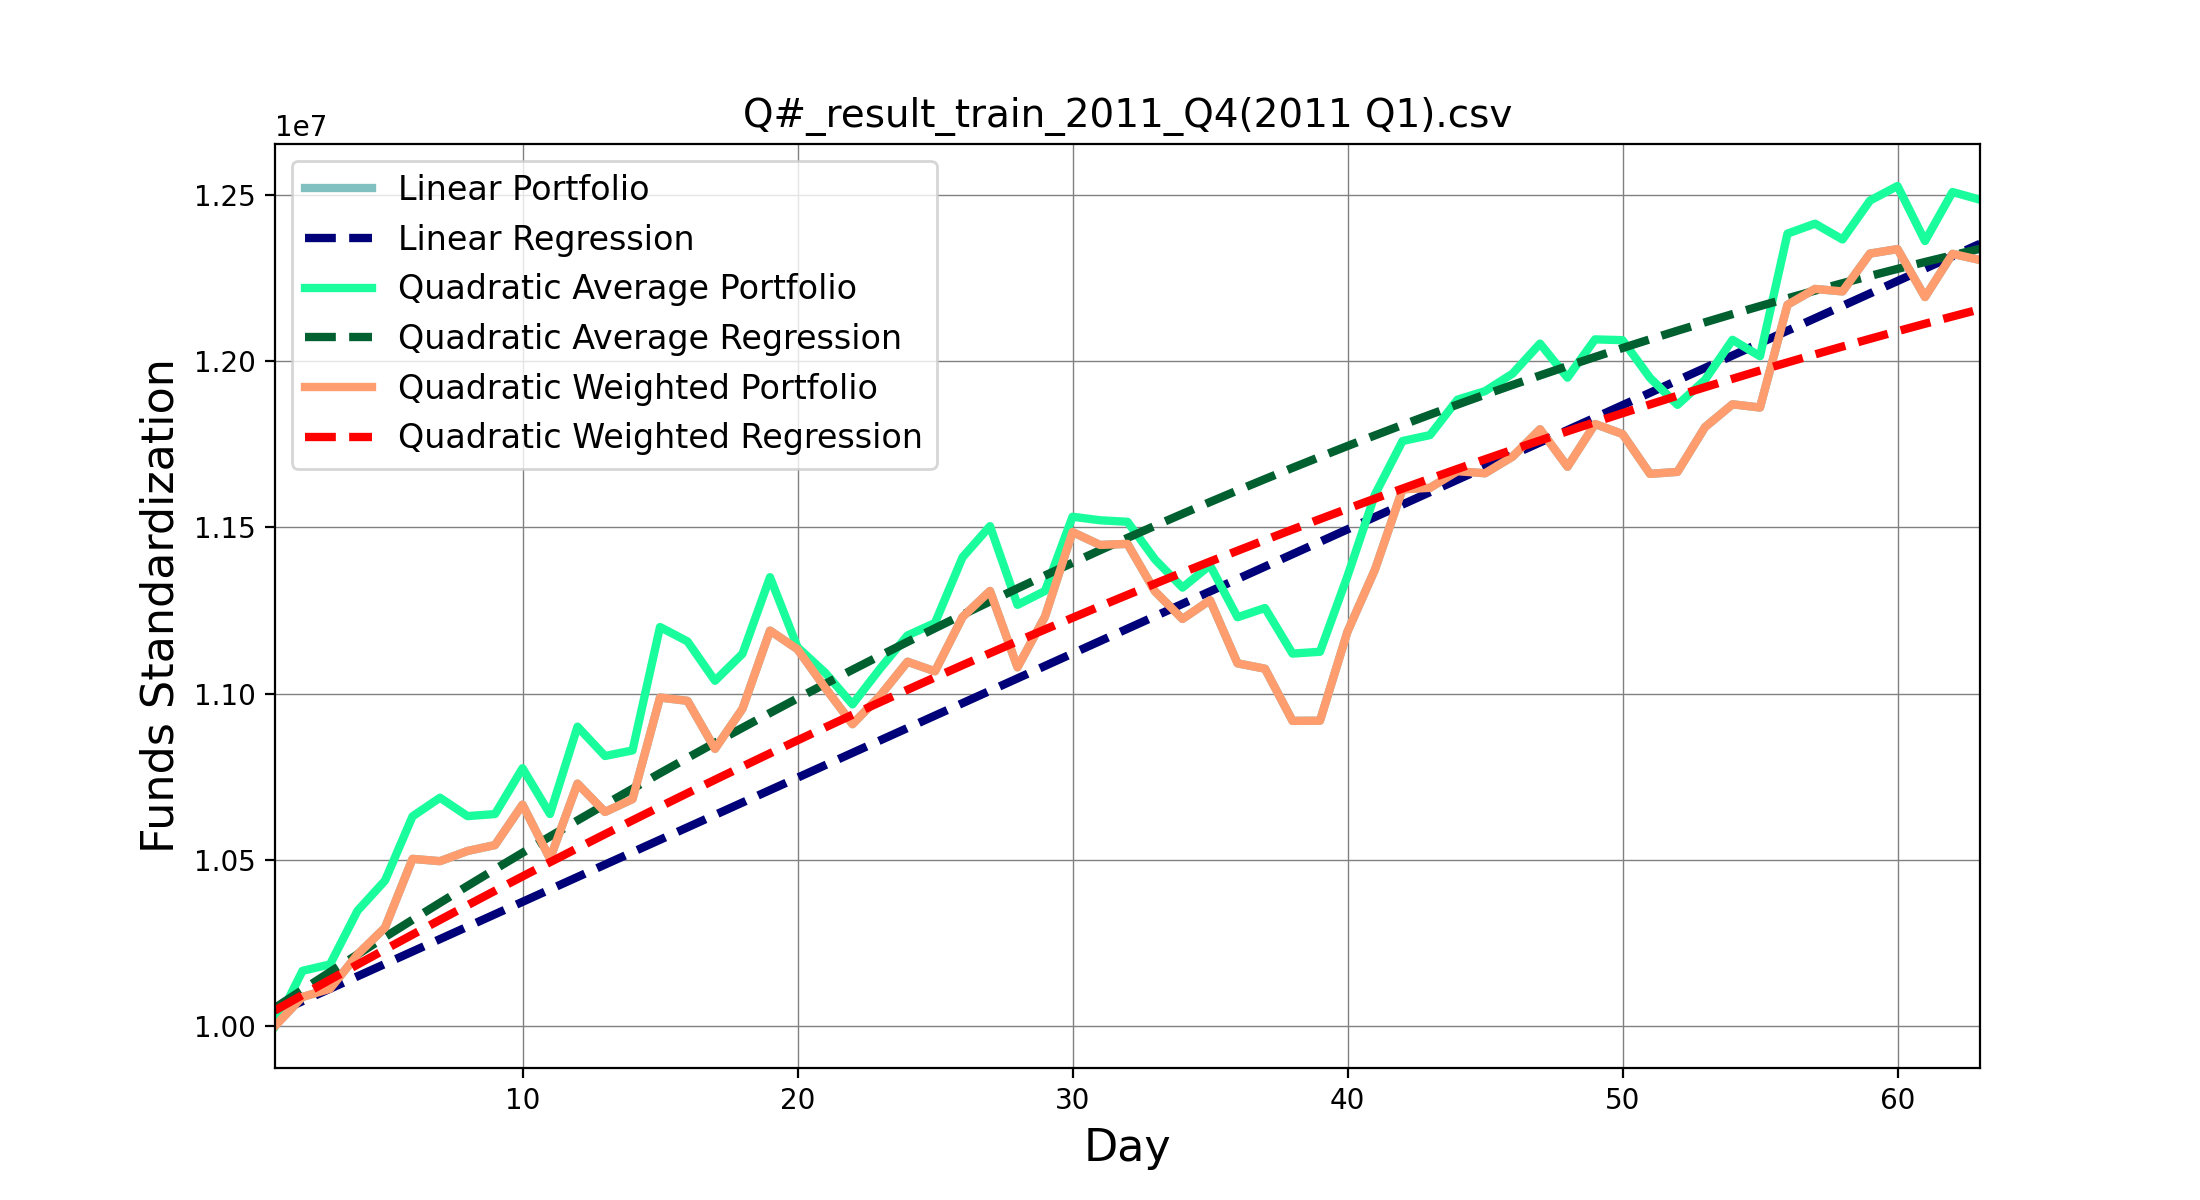 Q#_result_train_2011_Q4(2011 Q1).csv
1e7
Linear Portfolio
Linear Regression
Quadratic Average Portfolio
Quadratic Average Regression
Quadratic Weighted Portfolio
Quadratic Weighted Regression
1.25
1.20
1.15
1.10
1.05
1.00
Funds Standardization
10 20 30 40 50 60
Day